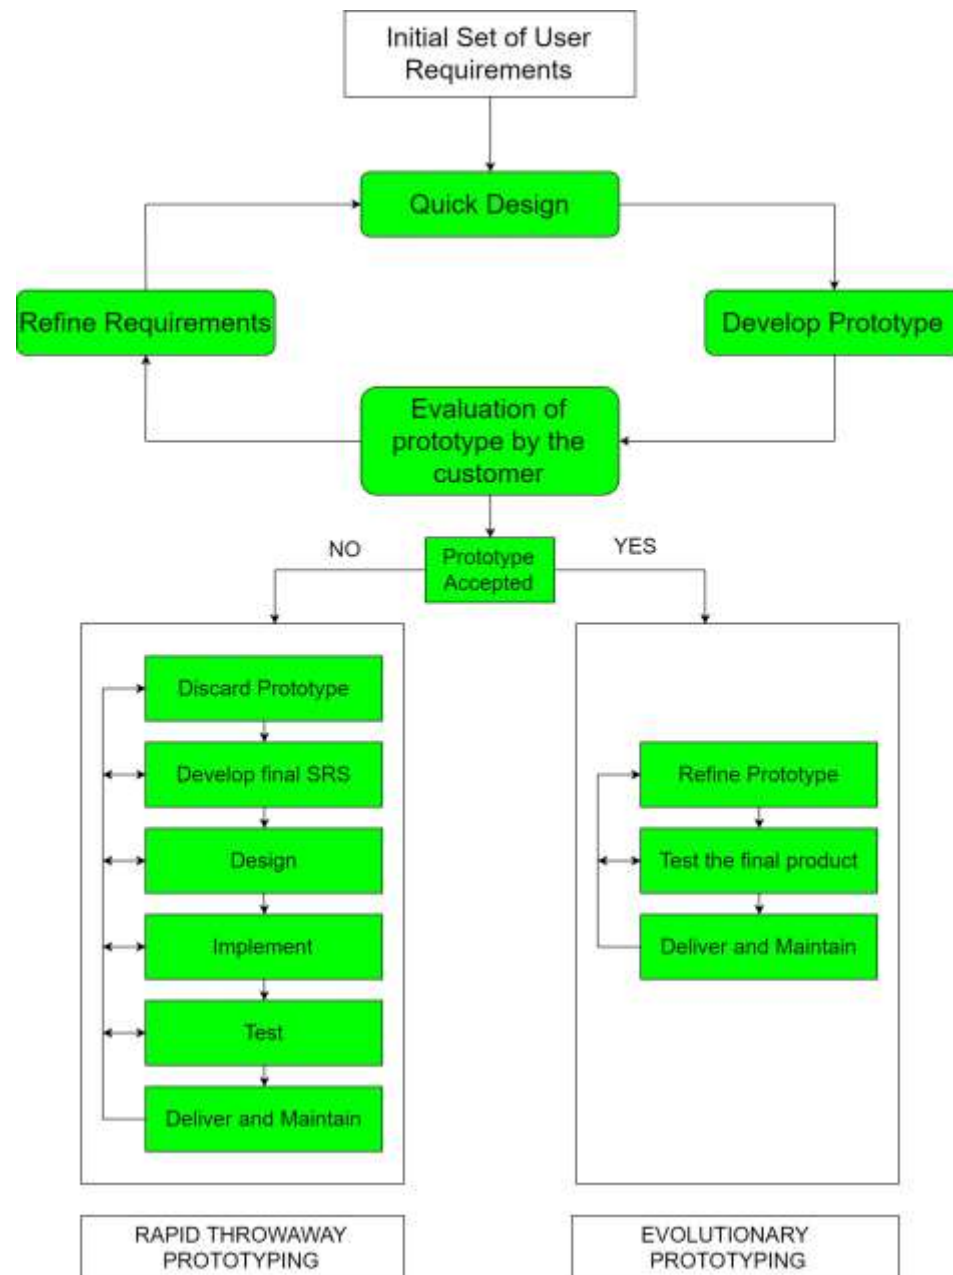 Initial Set of User
Requirements
Quick Design
Refine Requirements
Develop Prototype
Evaluation of
prototype by the
customer
NO
Prototype
Accepted
YES
Discard Prototype
Develop final SRS
Design
Implement
Test
Deliver and Maintain
Refine Prototype
Test the final product
Deliver and Maintain
RAPID THROWAWAY
PROTOTYPING
EVOLUTIONARY
PROTOTYPING